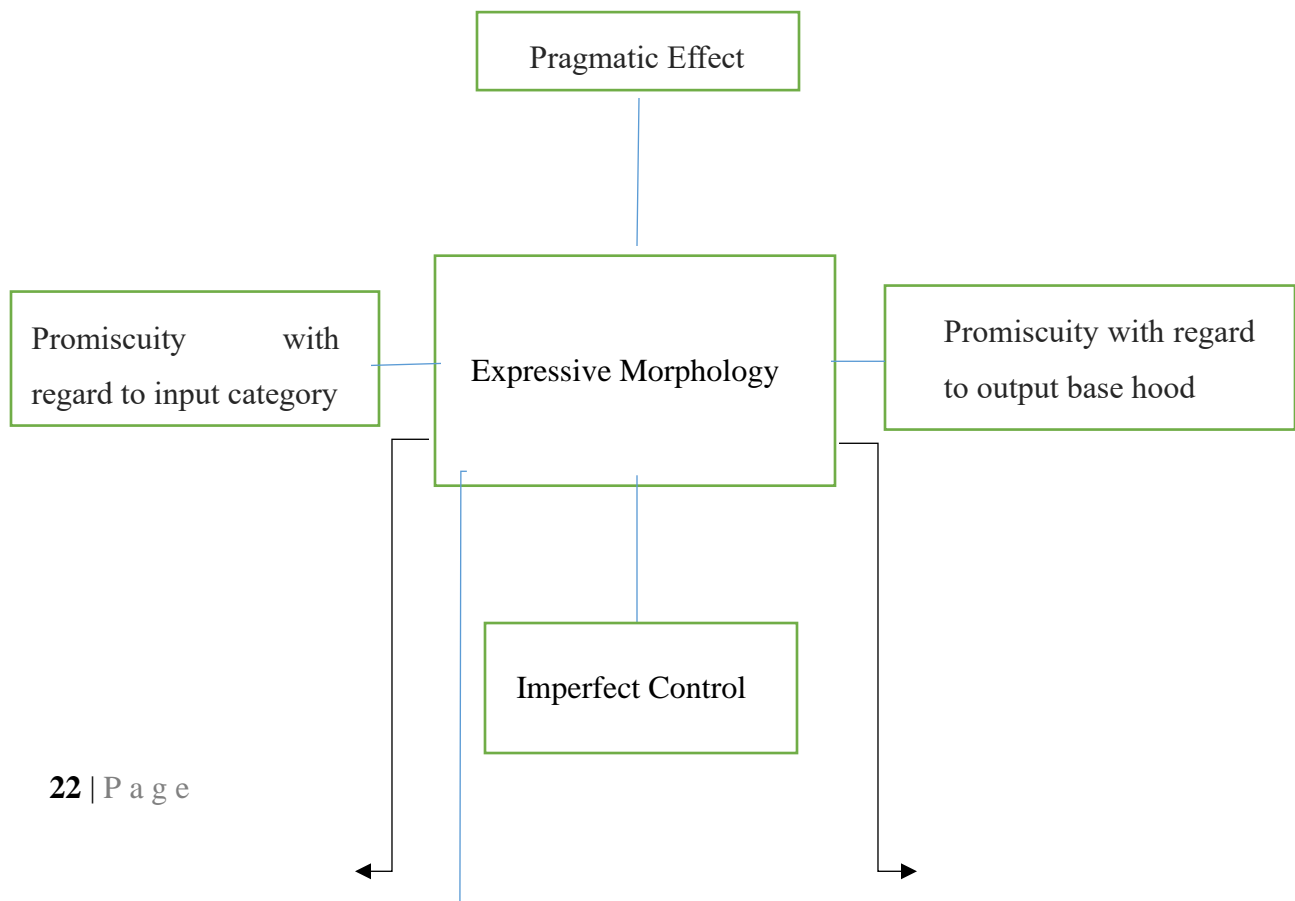 Pragmatic Effect
Promiscuity with
regard to input category
Expressive Morphology
Promiscuity with regard
to output base hood
Imperfect Control
22 | P a g e